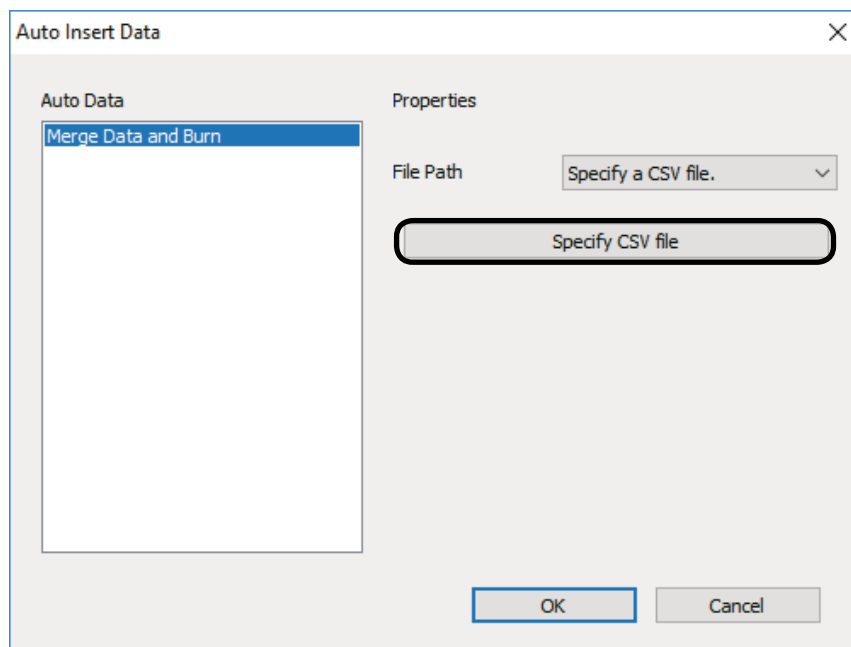 Auto Insert Data
Auto Data
Merge Data and Burn
Properties
File Path
Specify a CSV file.
Specify CSV file
OK
Cancel